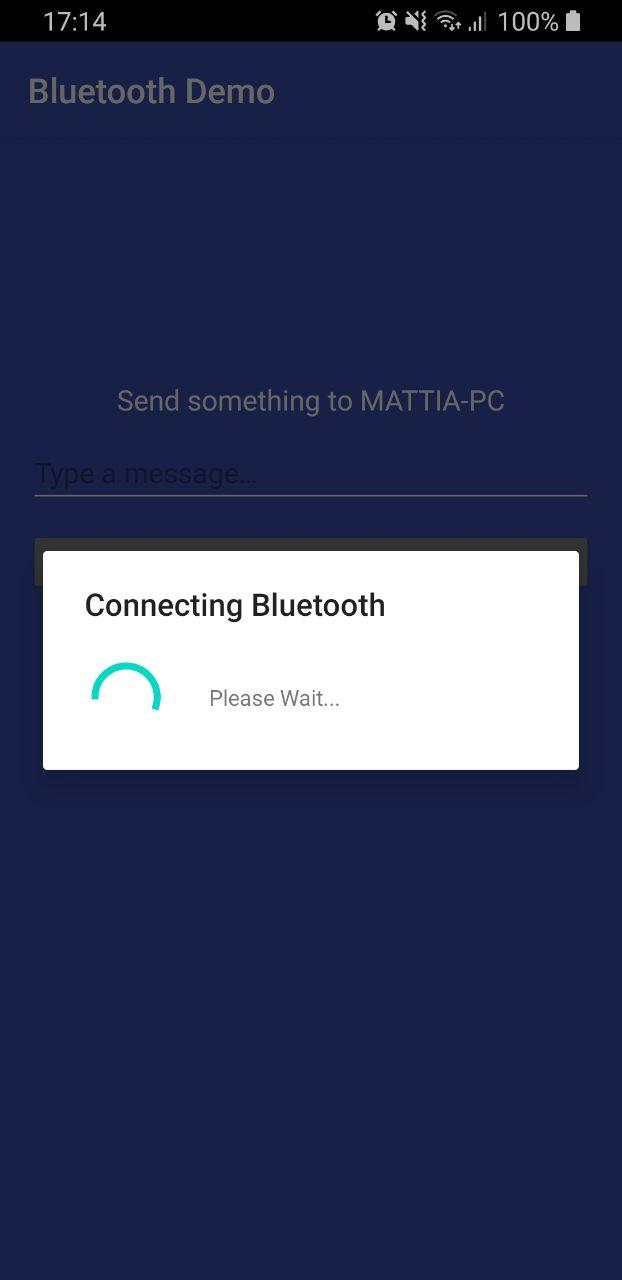 17:14 100%
Bluetooth Demo
Send something to MATTIA-PC
Type a message...
Connecting Bluetooth
Please Wait...